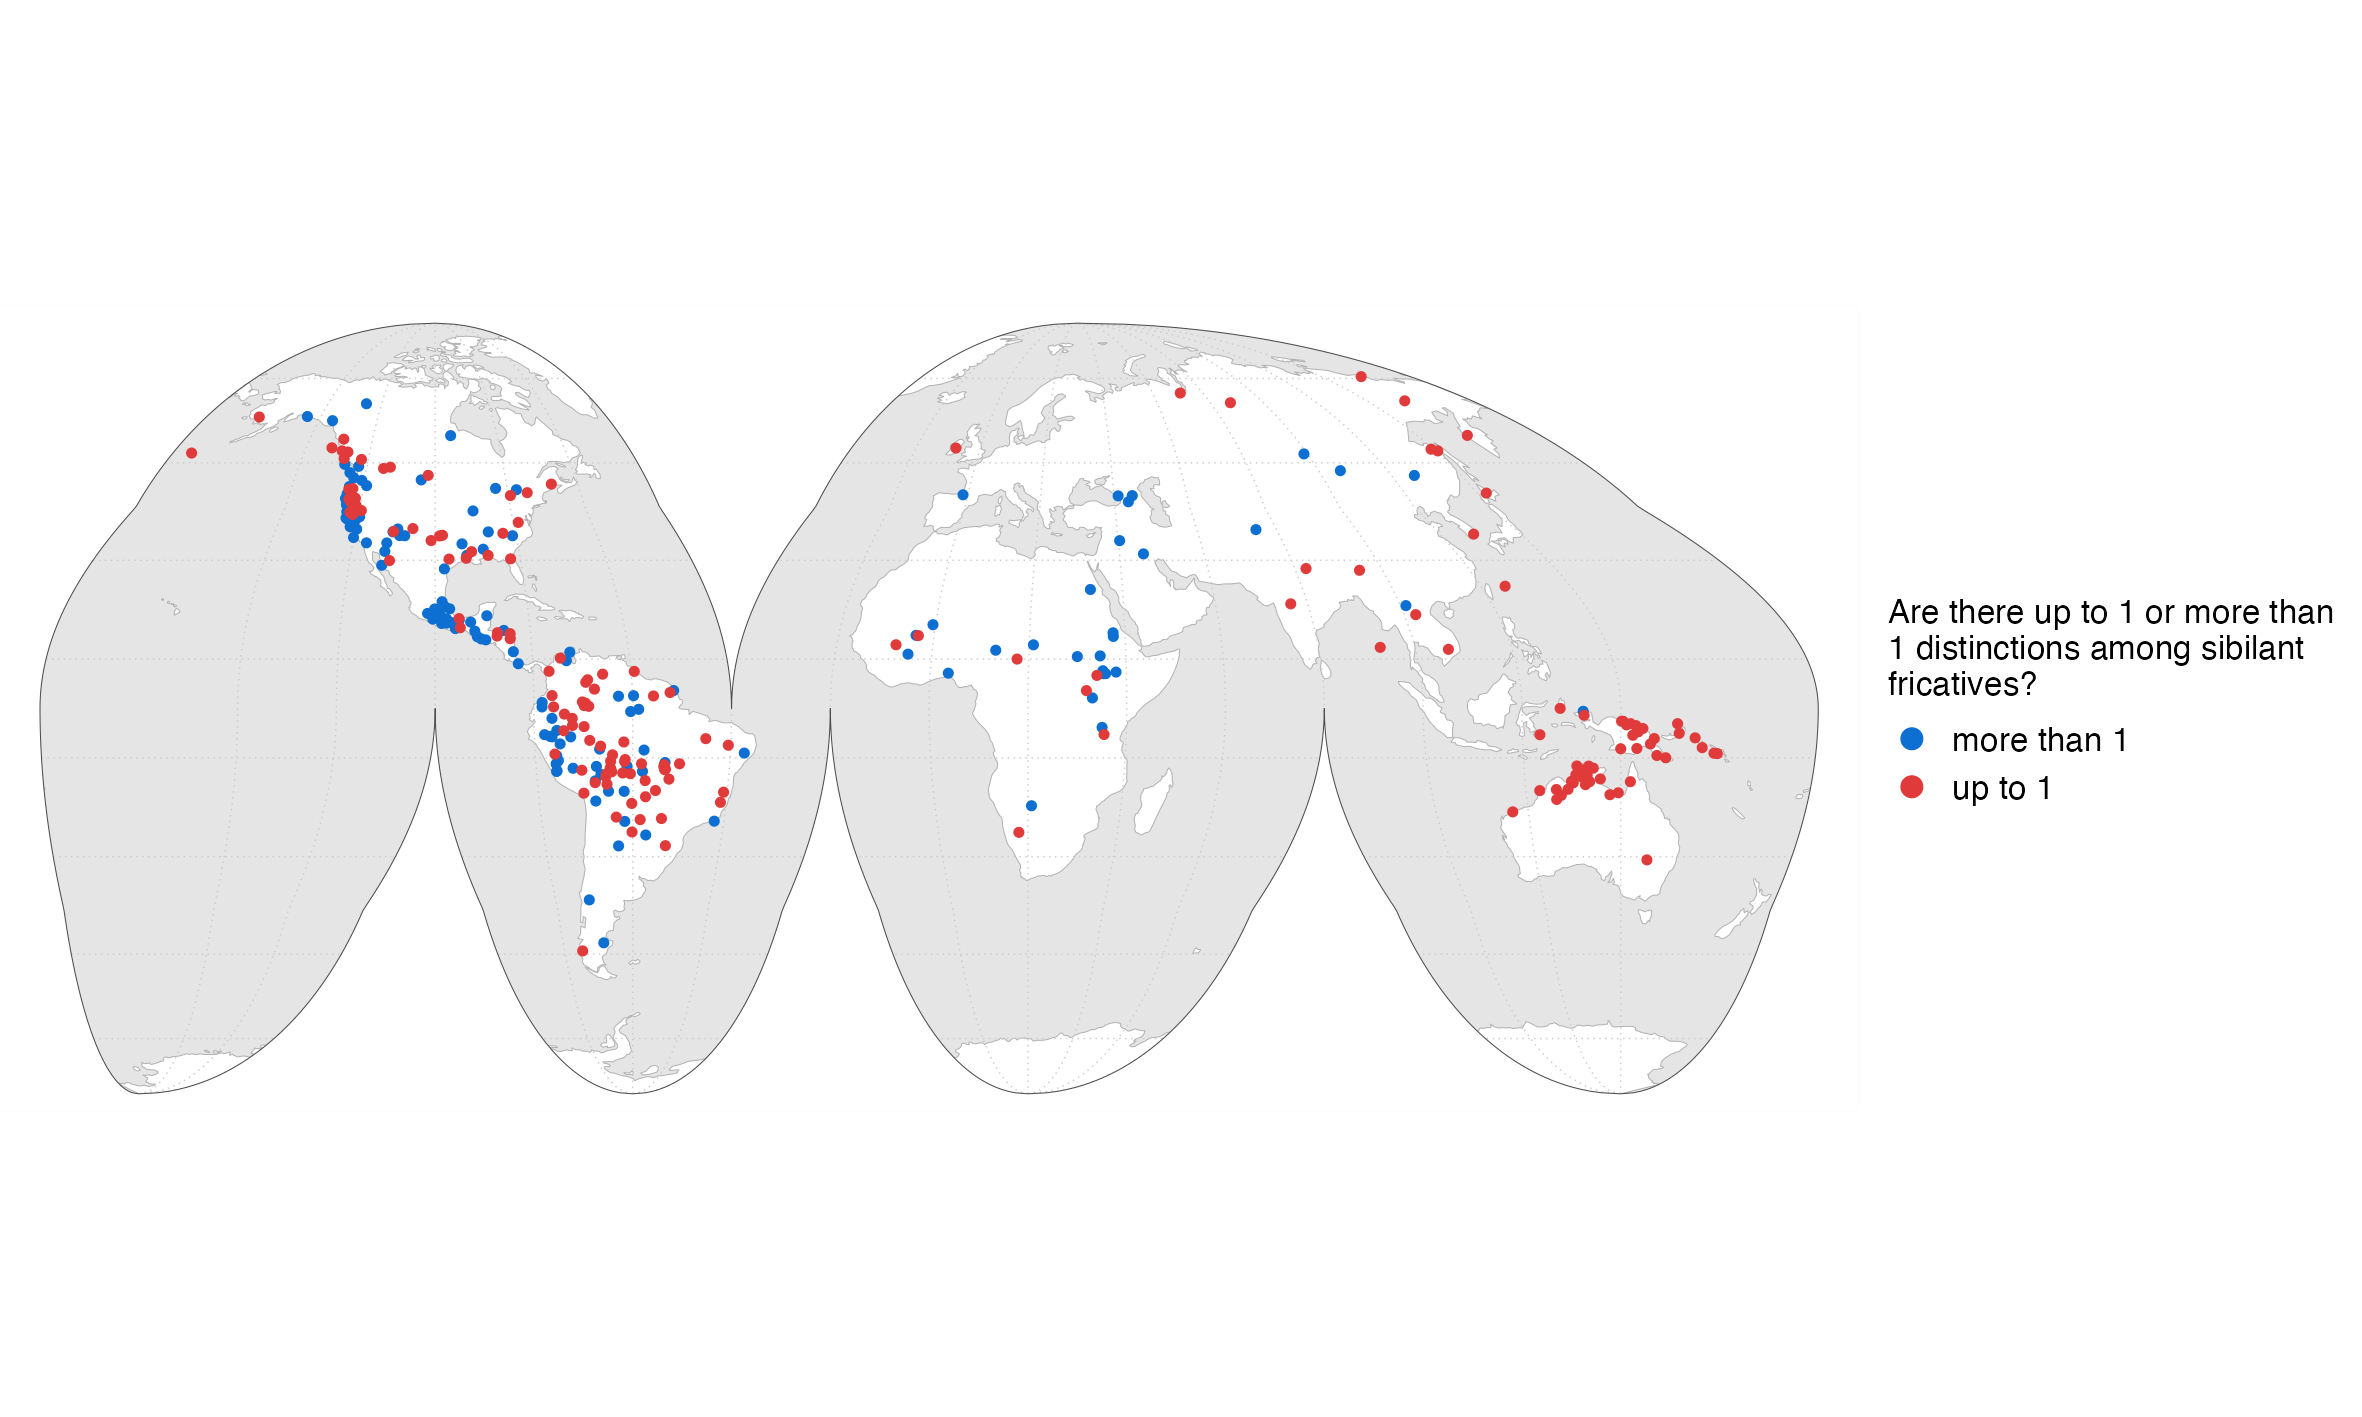 Are there up to 1 or more than
1 distinctions among sibilant
fricatives?
more than 1
up to 1